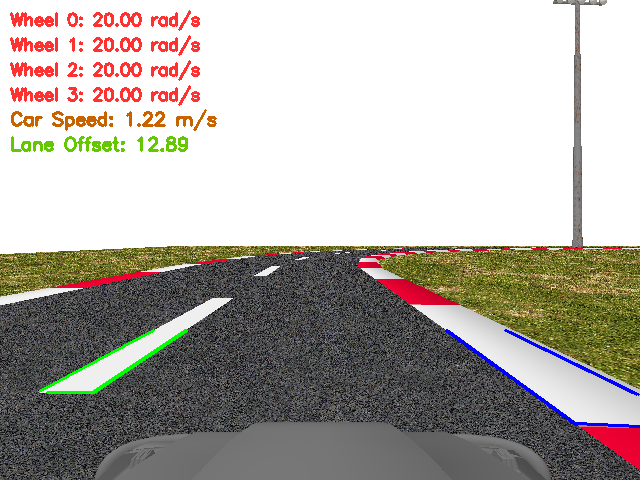 Wheel 0: 20.00 rad/s
Wheel 1: 20.00 rad/s
Wheel 2: 20.00 rad/s
Wheel 3: 20.00 rad/s
Car Speed: 1.22 m/s
Lane Offset: 12.89